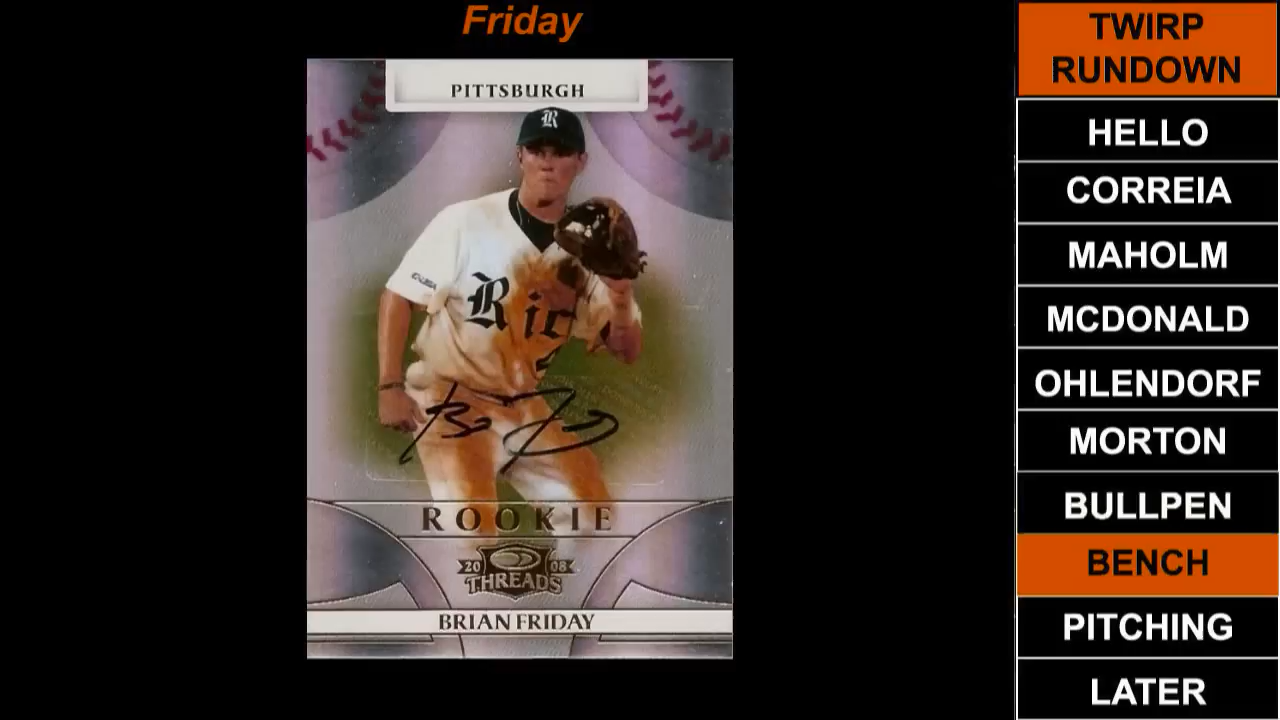 Friday
PITTSBURGH
R
Ric
ROOKIE
2008
THREADS
BRIAN FRIDAY
TWIRP
RUNDOWN
HELLO
CORREIA
MAHOLM
MCDONALD
OHLENDORF
MORTON
BULLPEN
BENCH
PITCHING
LATER